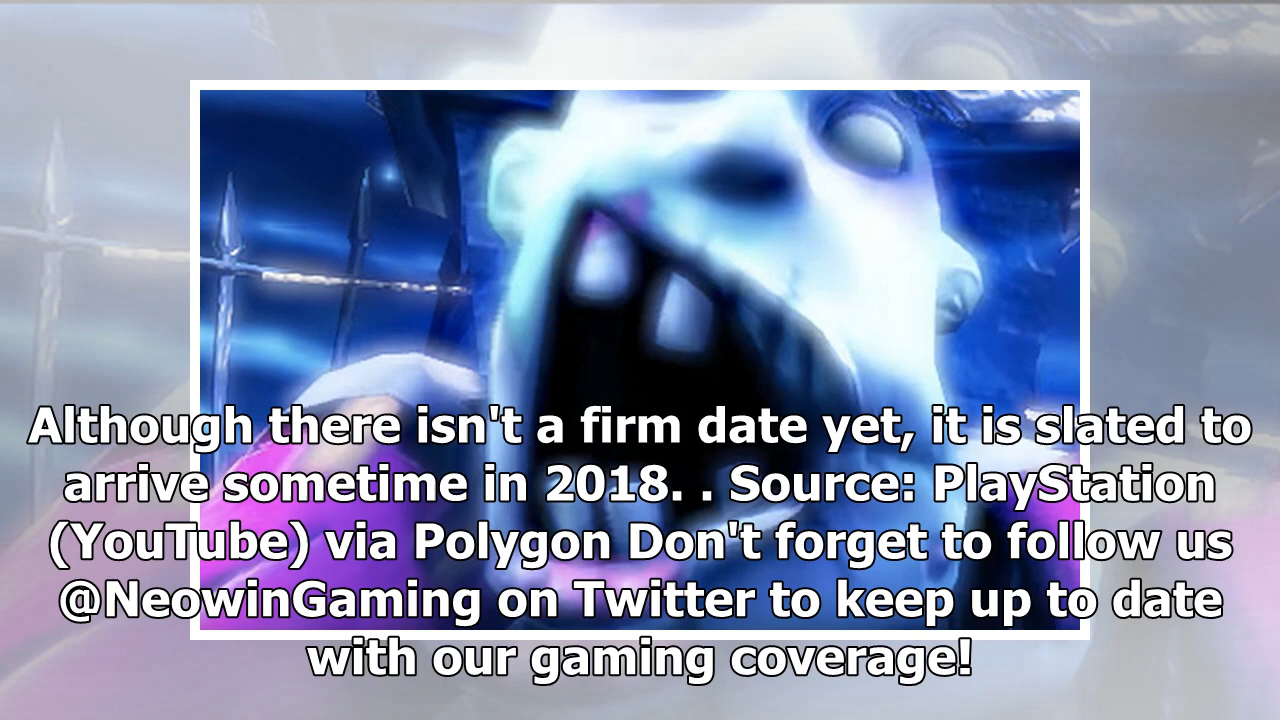 Although there isn't a firm date yet, it is slated to
arrive sometime in 2018. . Source: PlayStation
(YouTube) via Polygon Don't forget to follow us
@NeowinGaming on Twitter to keep up to date
with our gaming coverage!